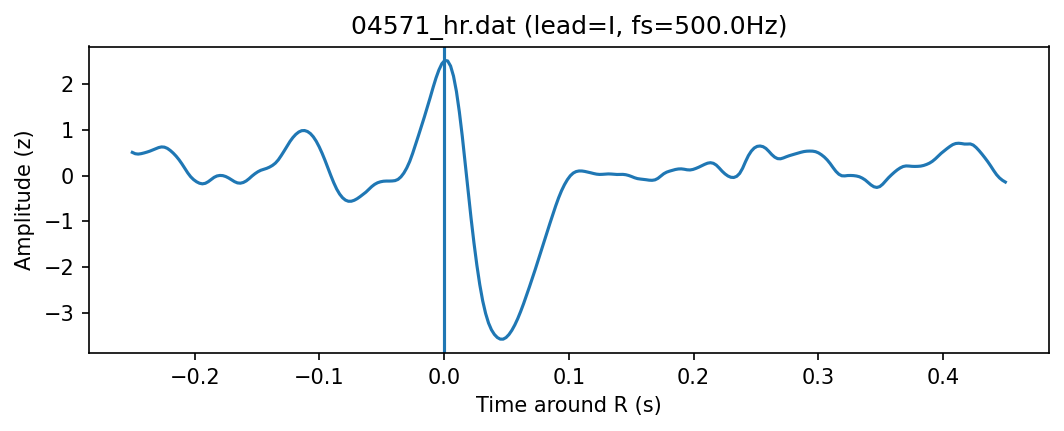 04571_hr.dat (lead=I, fs=500.0Hz)
Amplitude (z)
2
1
0
−1
−2
−3
−0.2 −0.1 0.0 0.1 0.2 0.3 0.4
Time around R (s)